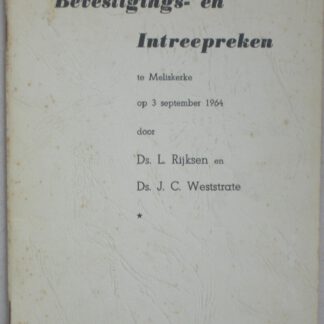 Bevestigings- en
Intreepreken
te Meliskerke
op 3 september 1964
door
Ds. L. Rijksen en
Ds. J. C. Weststrate
*